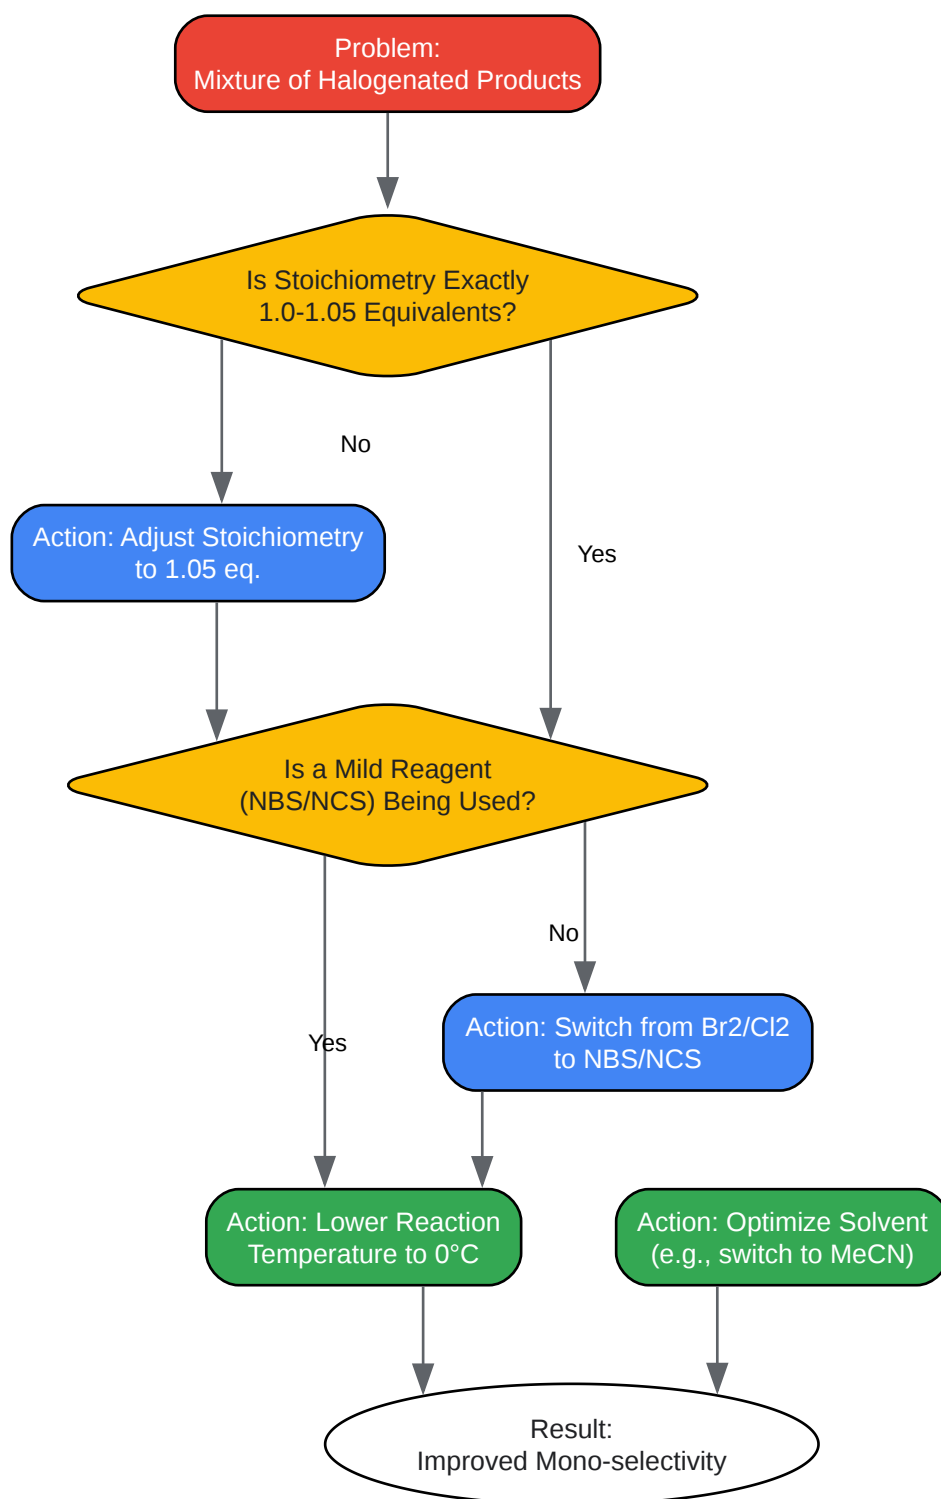 Problem:
Mixture of Halogenated Products
Is Stoichiometry Exactly
1.0-1.05 Equivalents?
No
Action: Adjust Stoichiometry
to 1.05 eq.
Yes
Is a Mild Reagent
(NBS/NCS) Being Used?
No
Action: Switch from Br2/Cl2
to NBS/NCS
Yes
Action: Lower Reaction
Temperature to 0°C
Action: Optimize Solvent
(e.g., switch to MeCN)
Result:
Improved Mono-selectivity